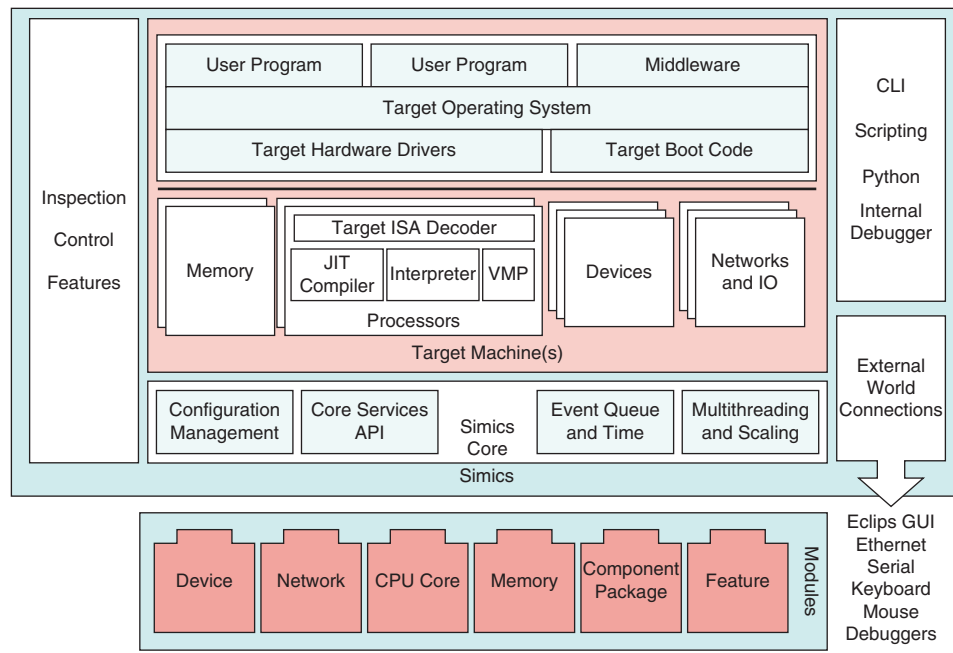 Inspection
Control
Features
User Program
User Program
Middleware
Target Operating System
Target Hardware Drivers
Target Boot Code
Memory
Target ISA Decoder
JIT
Compiler
Interpreter
VMP
Processors
Devices
Networks
and IO
Target Machine(s)
CLI
Scripting
Python
Internal
Debugger
Configuration
Management
Core Services
API
Simics
Core
Event Queue
and Time
Multithreading
and Scaling
Simics
External
World
Connections
Eclips GUI
Ethernet
Serial
Keyboard
Mouse
Debuggers
Device
Network
CPU Core
Memory
Component
Package
Feature
Modules